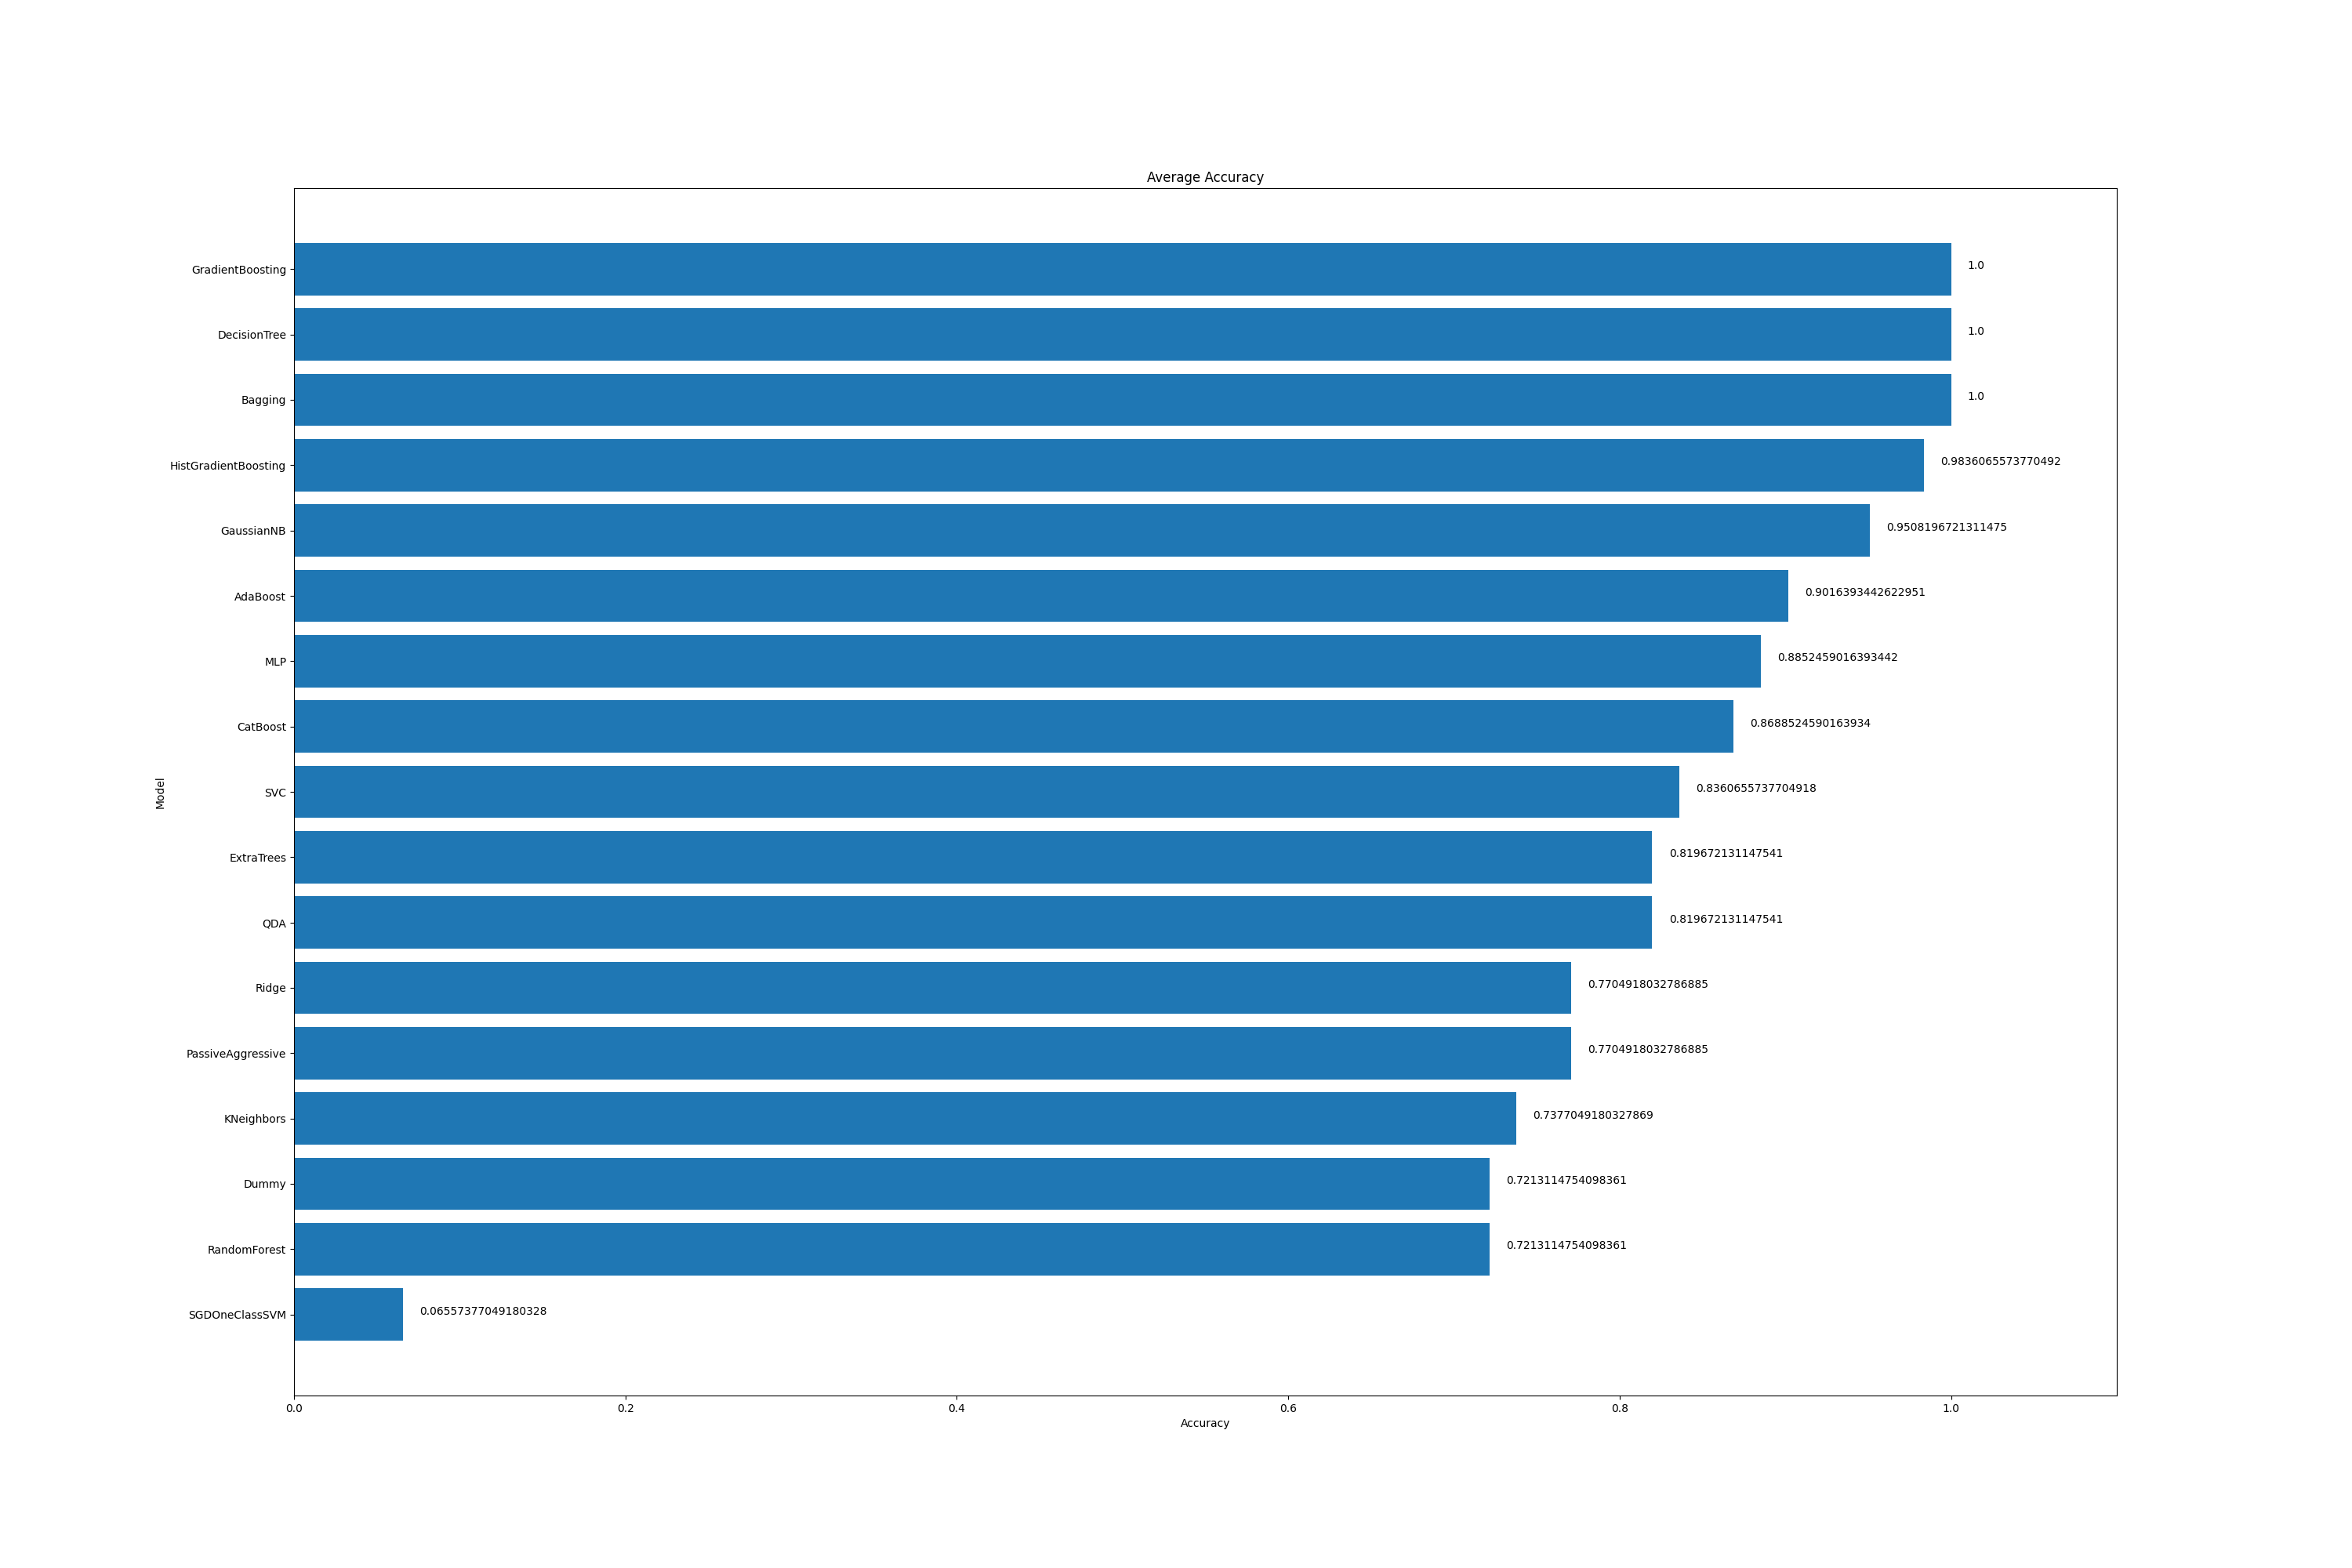 Average Accuracy
GradientBoosting 1.0
DecisionTree 1.0
Bagging 1.0
HistGradientBoosting 0.9836065573770492
GaussianNB 0.9508196721311475
AdaBoost 0.9016393442622951
MLP 0.8852459016393442
CatBoost 0.8688524590163934
Model
SVC 0.8360655737704918
ExtraTrees 0.819672131147541
QDA 0.819672131147541
Ridge 0.7704918032786885
PassiveAggressive 0.7704918032786885
KNeighbors 0.7377049180327869
Dummy 0.7213114754098361
RandomForest 0.7213114754098361
SGDOneClassSVM 0.06557377049180328
0.0 0.2 0.4 0.6 0.8 1.0
Accuracy